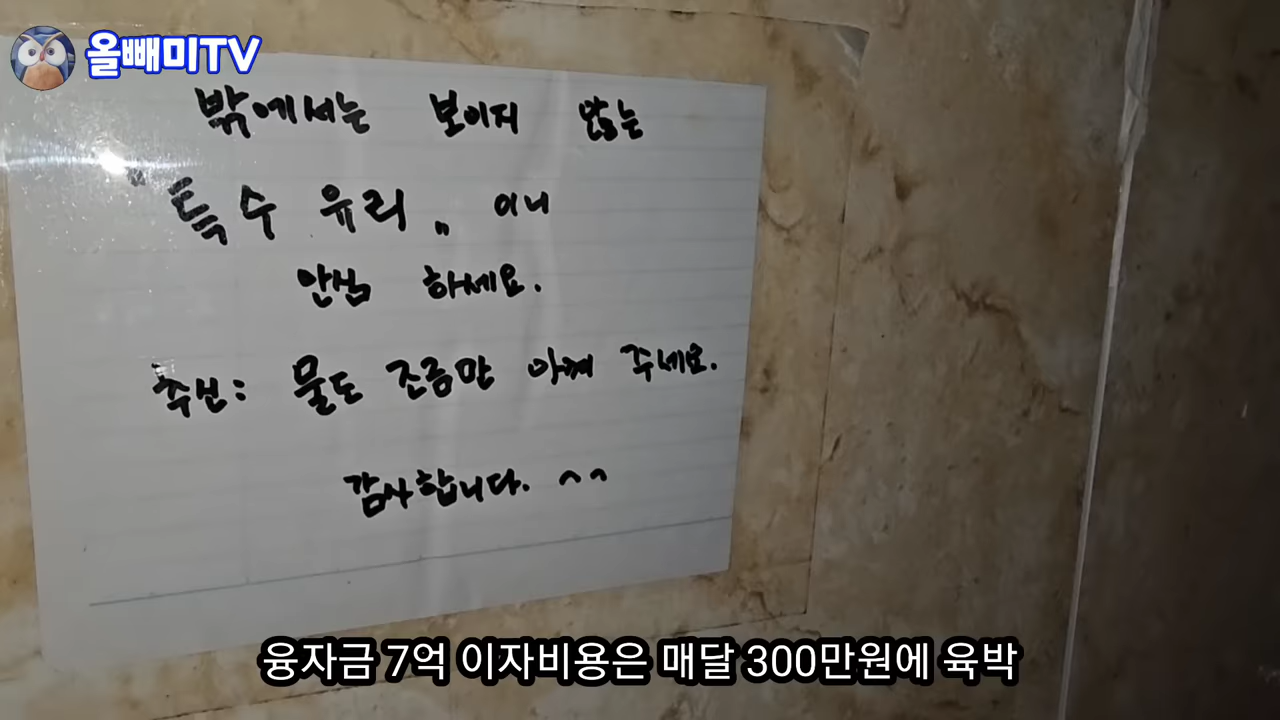 올빼미TV
밖에서는 보이지 않는
"특수 유리„ 이니
안심 하세요.
추신: 물도 조금만 아껴 주세요.
감사합니다. ^^
융자금 7억 이자비용은 매달 300만원에 육박